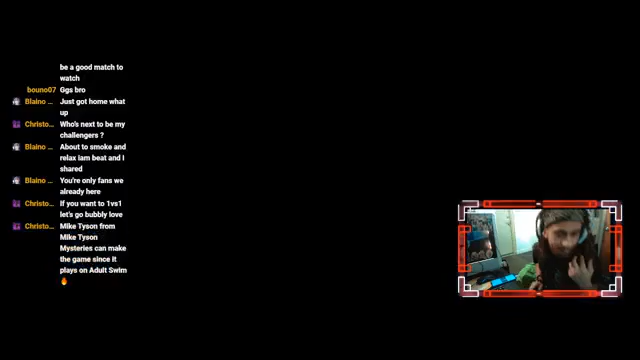 be a good match to
watch
bouno07 Ggs bro
Blaino ... Just got home what
up
Christo... Who's next to be my
challengers ?
Blaino ... About to smoke and
relax iam beat and I
shared
Blaino ... You're only fans we
already here
Christo... If you want to 1vs1
let's go bubbly love
Christo... Mike Tyson from
Mike Tyson
Mysteries can make
the game since it
plays on Adult Swim
🔥